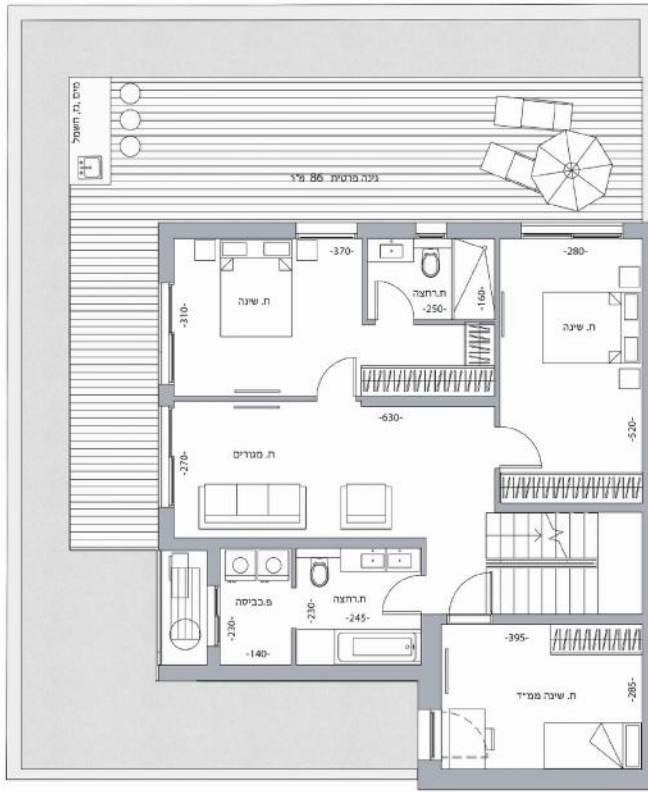 מים, גז, חשמל
גינה פרטית 86 מ"ר
-370-
-280-
ח. שינה
-310-
ח.רחצה
-250-
-160-
ח. שינה
-520-
-630-
ח. מגורים
-270-
פ.כביסה
-230-
-140-
ח.רחצה
-230-
-245-
-395-
ח. שינה ממ"ד
-285-